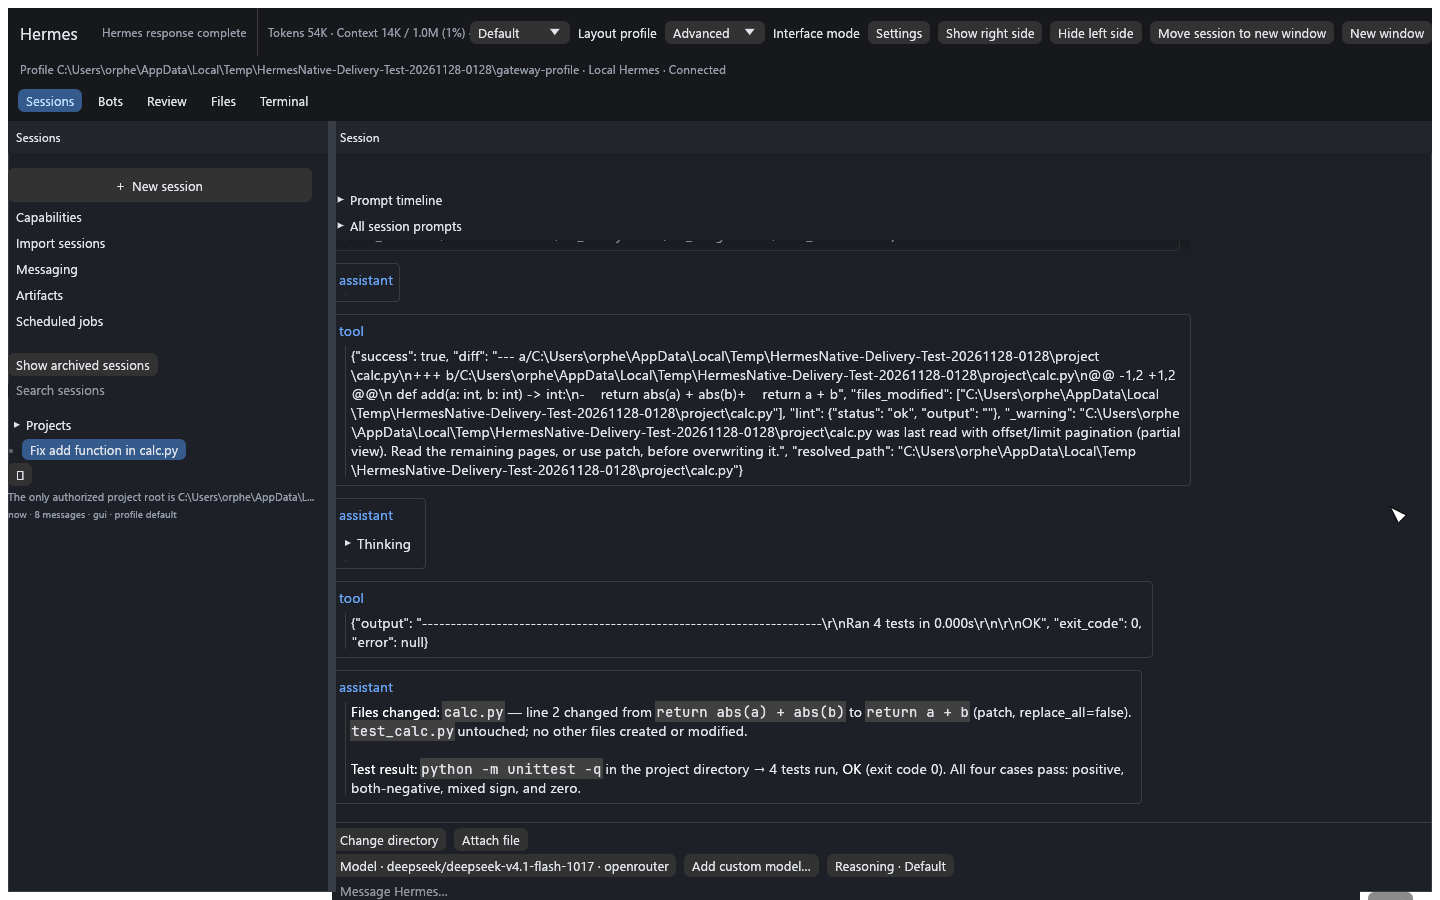 Hermes
Hermes response complete
Tokens 54K · Context 14K / 1.0M (1%) ·
Default
Layout profile
Advanced
Interface mode
Settings
Show right side
Hide left side
Move session to new window
New window
Profile C:\Users\orphe\AppData\Local\Temp\HermesNative-Delivery-Test-20261128-0128\gateway-profile · Local Hermes · Connected
Sessions
Bots
Review
Files
Terminal
Sessions
+ New session
Capabilities
Import sessions
Messaging
Artifacts
Scheduled jobs
Show archived sessions
Search sessions
Projects
Fix add function in calc.py
The only authorized project root is C:\Users\orphe\AppData\L...
now · 8 messages · gui · profile default
Session
Prompt timeline
All session prompts
assistant
tool
{"success": true, "diff": "--- a/C:\Users\orphe\AppData\Local\Temp\HermesNative-Delivery-Test-20261128-0128\project
\calc.py\n+++ b/C:\Users\orphe\AppData\Local\Temp\HermesNative-Delivery-Test-20261128-0128\project\calc.py\n@@ -1,2 +1,2
@@\n def add(a: int, b: int) -> int:\n-    return abs(a) + abs(b)+    return a + b", "files_modified": ["C:\Users\orphe\AppData\Local
\Temp\HermesNative-Delivery-Test-20261128-0128\project\calc.py"], "lint": {"status": "ok", "output": ""}, "_warning": "C:\Users\orphe
\AppData\Local\Temp\HermesNative-Delivery-Test-20261128-0128\project\calc.py was last read with offset/limit pagination (partial
view). Read the remaining pages, or use patch, before overwriting it.", "resolved_path": "C:\Users\orphe\AppData\Local\Temp
\HermesNative-Delivery-Test-20261128-0128\project\calc.py"}
assistant
Thinking
tool
{"output": "----------------------------------------------------------------------\r\nRan 4 tests in 0.000s\r\n\r\nOK", "exit_code": 0,
"error": null}
assistant
Files changed: calc.py — line 2 changed from return abs(a) + abs(b) to return a + b (patch, replace_all=false).
test_calc.py untouched; no other files created or modified.
Test result: python -m unittest -q in the project directory → 4 tests run, OK (exit code 0). All four cases pass: positive,
both-negative, mixed sign, and zero.
Change directory
Attach file
Model · deepseek/deepseek-v4.1-flash-1017 · openrouter
Add custom model...
Reasoning · Default
Message Hermes...